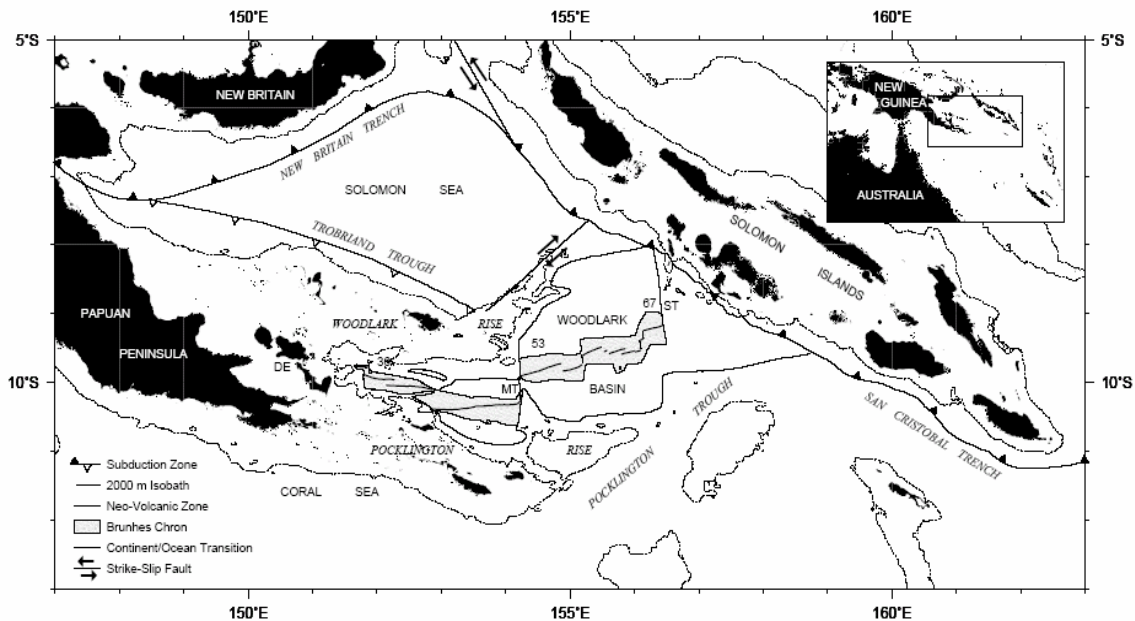 150°E
155°E
160°E
5°S
5°S
NEW BRITAIN
NEW
GUINEA
AUSTRALIA
NEW BRITAIN TRENCH
SOLOMON SEA
TROBRIAND TROUGH
SOLOMON
ISLANDS
67
ST
PAPUAN
WOODLARK
RISE
WOODLARK
53
PENINSULA
DE
36
10°S
MT
BASIN
10°S
TROUGH
SAN CRISTOBAL TRENCH
POCKLINGTON
RISE
POCKLINGTON
Subduction Zone
2000 m Isobath
CORAL SEA
Neo-Volcanic Zone
Brunhes Chron
Continent/Ocean Transition
Strike-Slip Fault
150°E
155°E
160°E